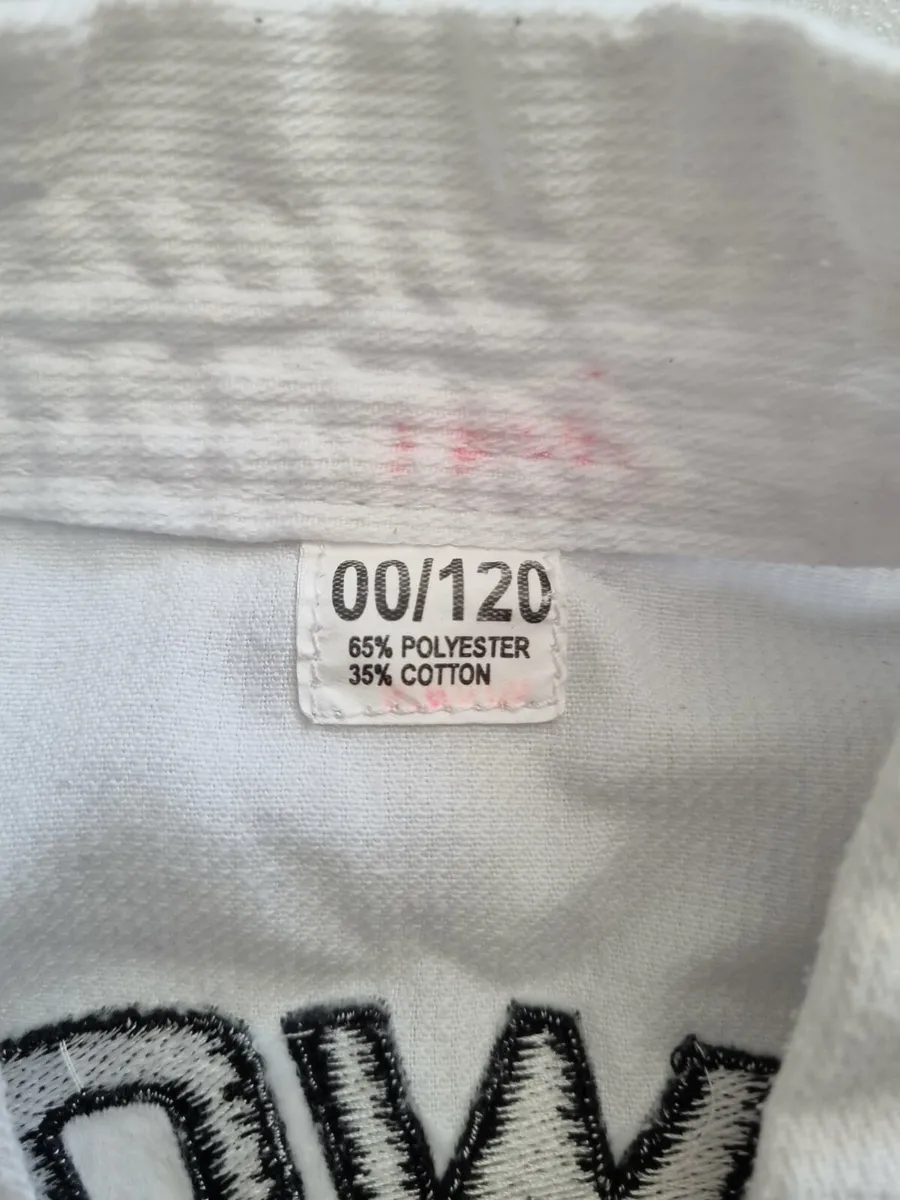 00/120
65% POLYESTER
35% COTTON